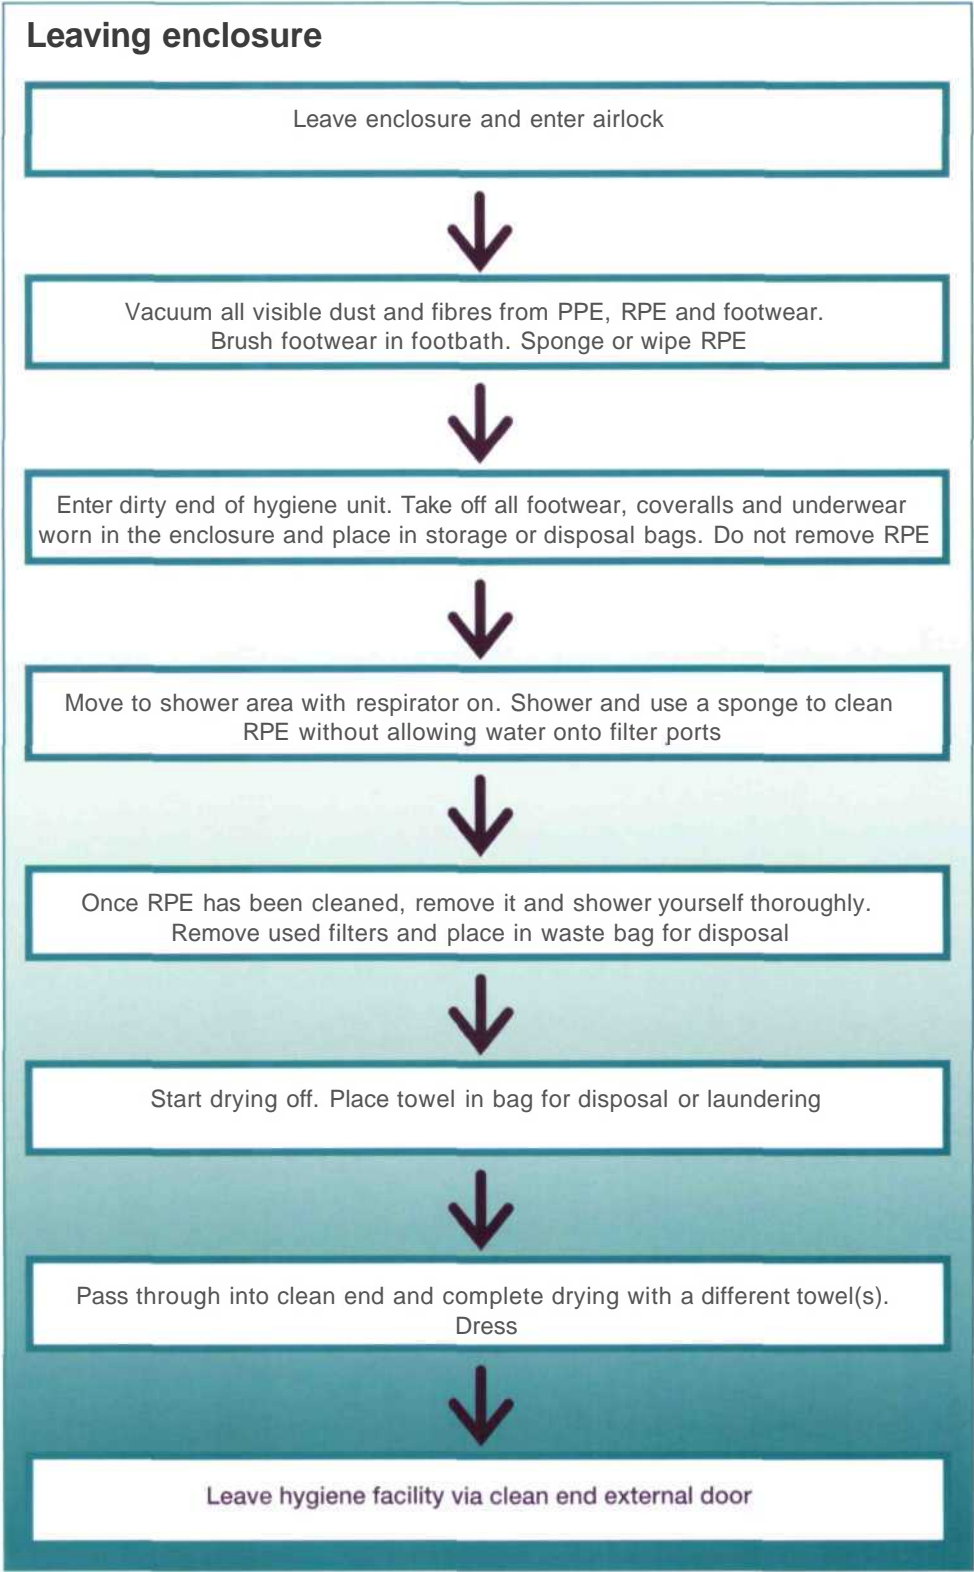 Leaving enclosure
Leave enclosure and enter airlock
Vacuum all visible dust and fibres from PPE, RPE and footwear.
Brush footwear in footbath. Sponge or wipe RPE
Enter dirty end of hygiene unit. Take off all footwear, coveralls and underwear
worn in the enclosure and place in storage or disposal bags. Do not remove RPE
Move to shower area with respirator on. Shower and use a sponge to clean
RPE without allowing water onto filter ports
Once RPE has been cleaned, remove it and shower yourself thoroughly.
Remove used filters and place in waste bag for disposal
Start drying off. Place towel in bag for disposal or laundering
Pass through into clean end and complete drying with a different towel(s).
Dress
Leave hygiene facility via clean end external door